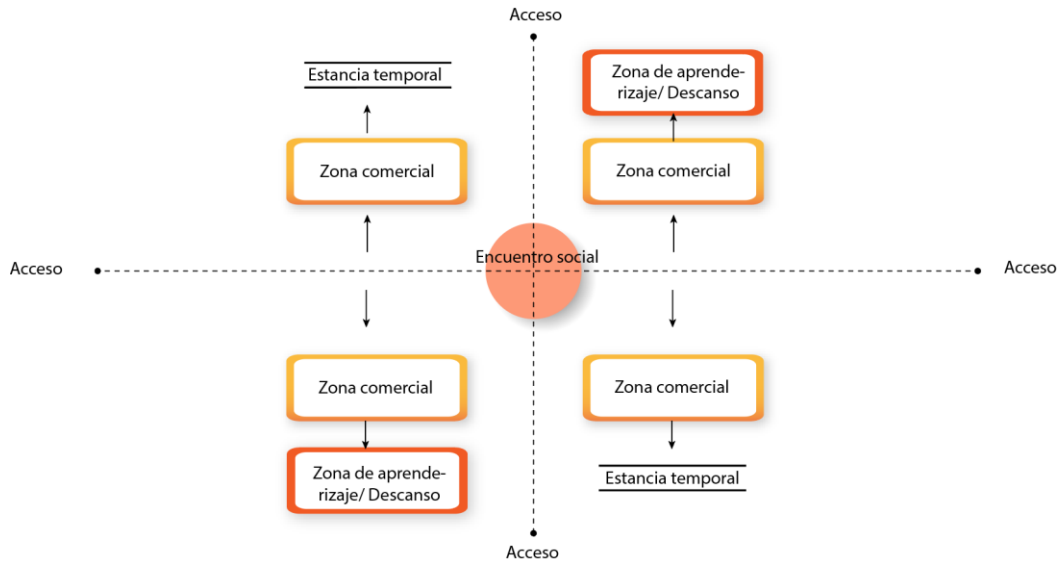 Acceso
Estancia temporal
Zona de aprende-
rizaje/ Descanso
Zona comercial
Zona comercial
Encuentro social
Acceso
Acceso
Zona comercial
Zona comercial
Zona de aprende-
rizaje/ Descanso
Estancia temporal
Acceso